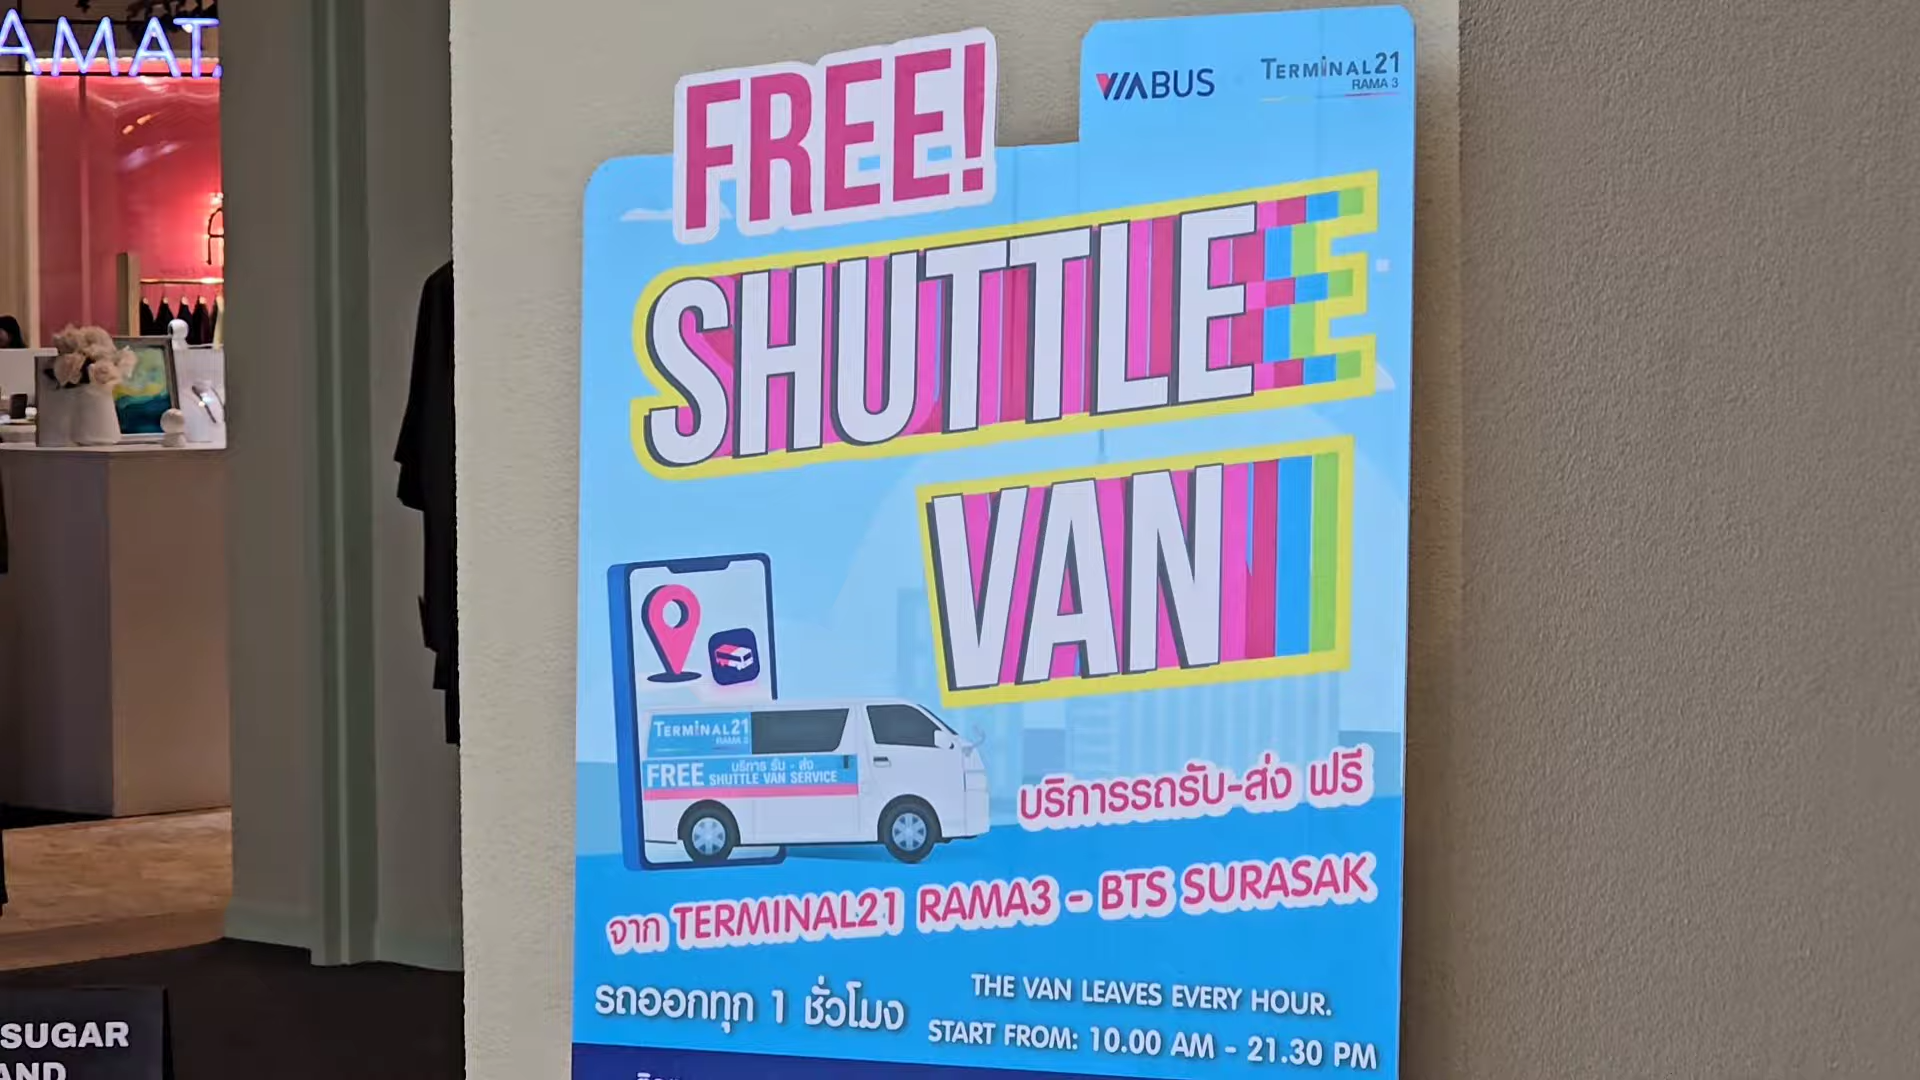 AMAT.
VIABUS
TERMINAL21
RAMA 3
FREE!
SHUTTLE
VAN
TERMINAL21
RAMA 3
FREE
บริการ รับ - ส่ง
SHUTTLE VAN SERVICE
บริการรถรับ-ส่ง ฟรี
จาก TERMINAL21 RAMA3 - BTS SURASAK
รถออกทุก 1 ชั่วโมง
THE VAN LEAVES EVERY HOUR.
START FROM: 10.00 AM - 21.30 PM
SUGAR
AND